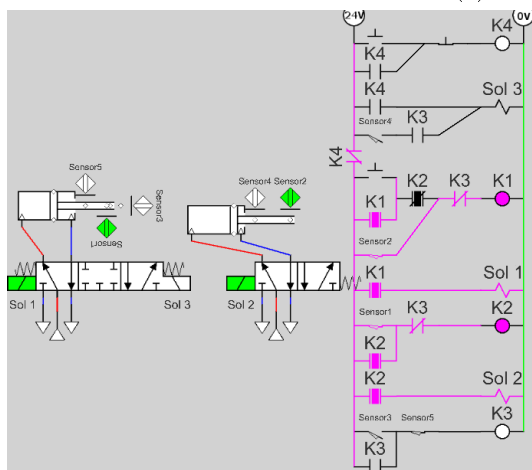 24V
0V
K4
K4
K4
Sol 3
Sensor4
K3
K4
Sensor5
Sensor4
Sensor2
Sensor3
Sensor1
K2
K3
K1
K1
Sensor2
Sol 1
Sol 3
Sol 2
K1
Sol 1
Sensor1
K3
K2
K2
K2
Sol 2
Sensor3
Sensor5
K3
K3